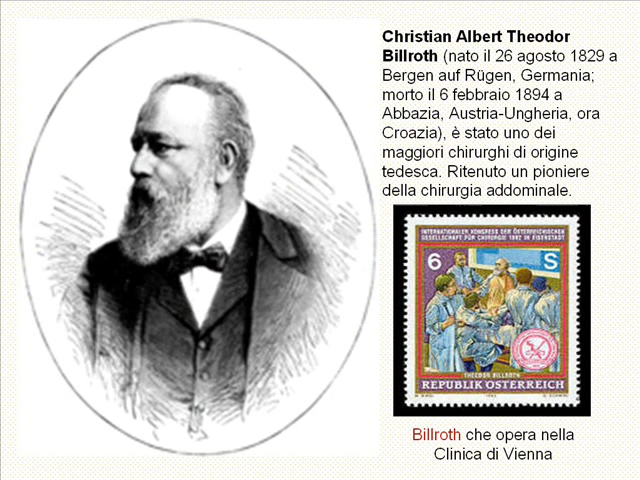 Christian Albert Theodor
Billroth (nato il 26 agosto 1829 a
Bergen auf Rügen, Germania;
morto il 6 febbraio 1894 a
Abbazia, Austria-Ungheria, ora
Croazia), è stato uno dei
maggiori chirurghi di origine
tedesca. Ritenuto un pioniere
della chirurgia addominale.
INTERNATIONALER KONGRESS DER ÖSTERREICHISCHEN
GESELLSCHAFT FÜR CHIRURGIE 1982 IN EISENSTADT
6 S
THEODOR BILLROTH
REPUBLIK ÖSTERREICH
1982
Billroth che opera nella
Clinica di Vienna